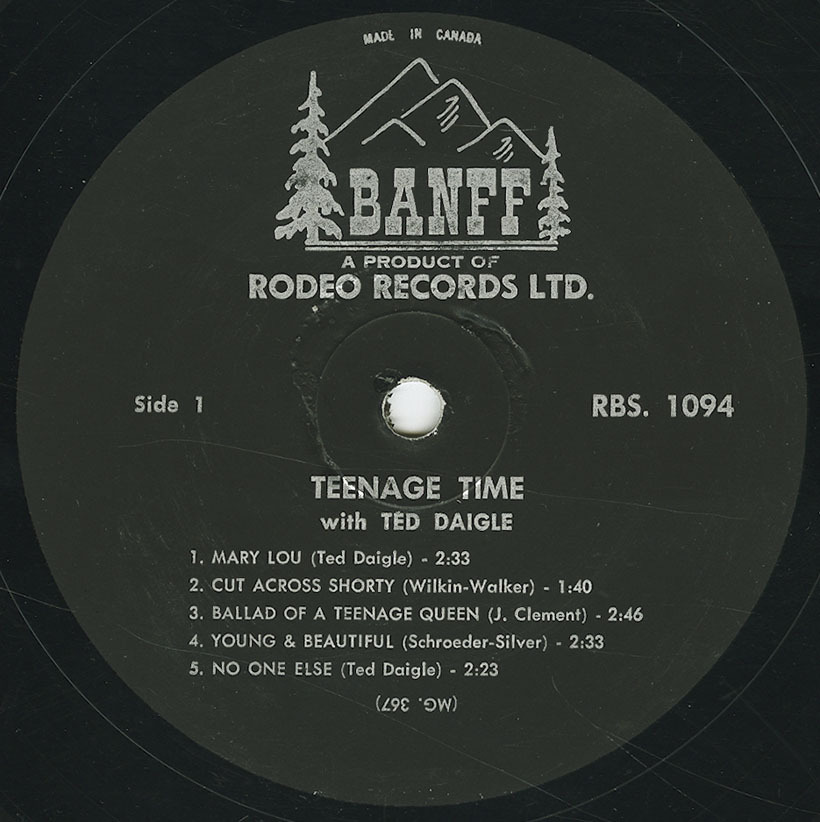 MADE IN CANADA
BANFF
A PRODUCT OF
RODEO RECORDS LTD.
Side 1
RBS. 1094
TEENAGE TIME
with TED DAIGLE
1. MARY LOU (Ted Daigle) - 2:33
2. CUT ACROSS SHORTY (Wilkin-Walker) - 1:40
3. BALLAD OF A TEENAGE QUEEN (J. Clement) - 2:46
4. YOUNG & BEAUTIFUL (Schroeder-Silver) - 2:33
5. NO ONE ELSE (Ted Daigle) - 2:23
(MG. 367)